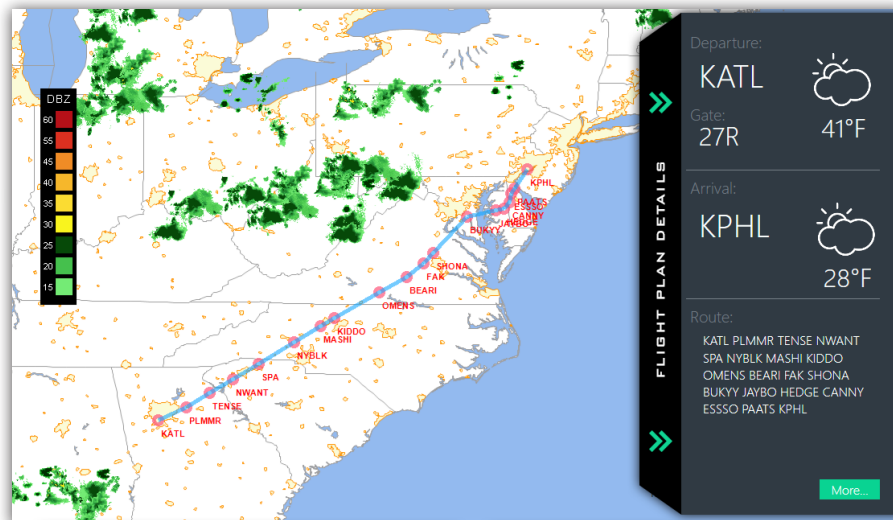 DBZ
60
55
45
40
35
30
25
20
15
KPHL
PAATS
ESSSO
CANNY
HEDGE
JAYBO
BUKYY
SHONA
FAK
BEARI
OMENS
KIDDO
MASHI
NYBLK
SPA
NWANT
TENSE
PLMMR
KATL
FLIGHT PLAN DETAILS
Departure:
KATL
Gate:
27R
41°F
Arrival:
KPHL
28°F
Route:
KATL PLMMR TENSE NWANT
SPA NYBLK MASHI KIDDO
OMENS BEARI FAK SHONA
BUKYY JAYBO HEDGE CANNY
ESSSO PAATS KPHL
More...